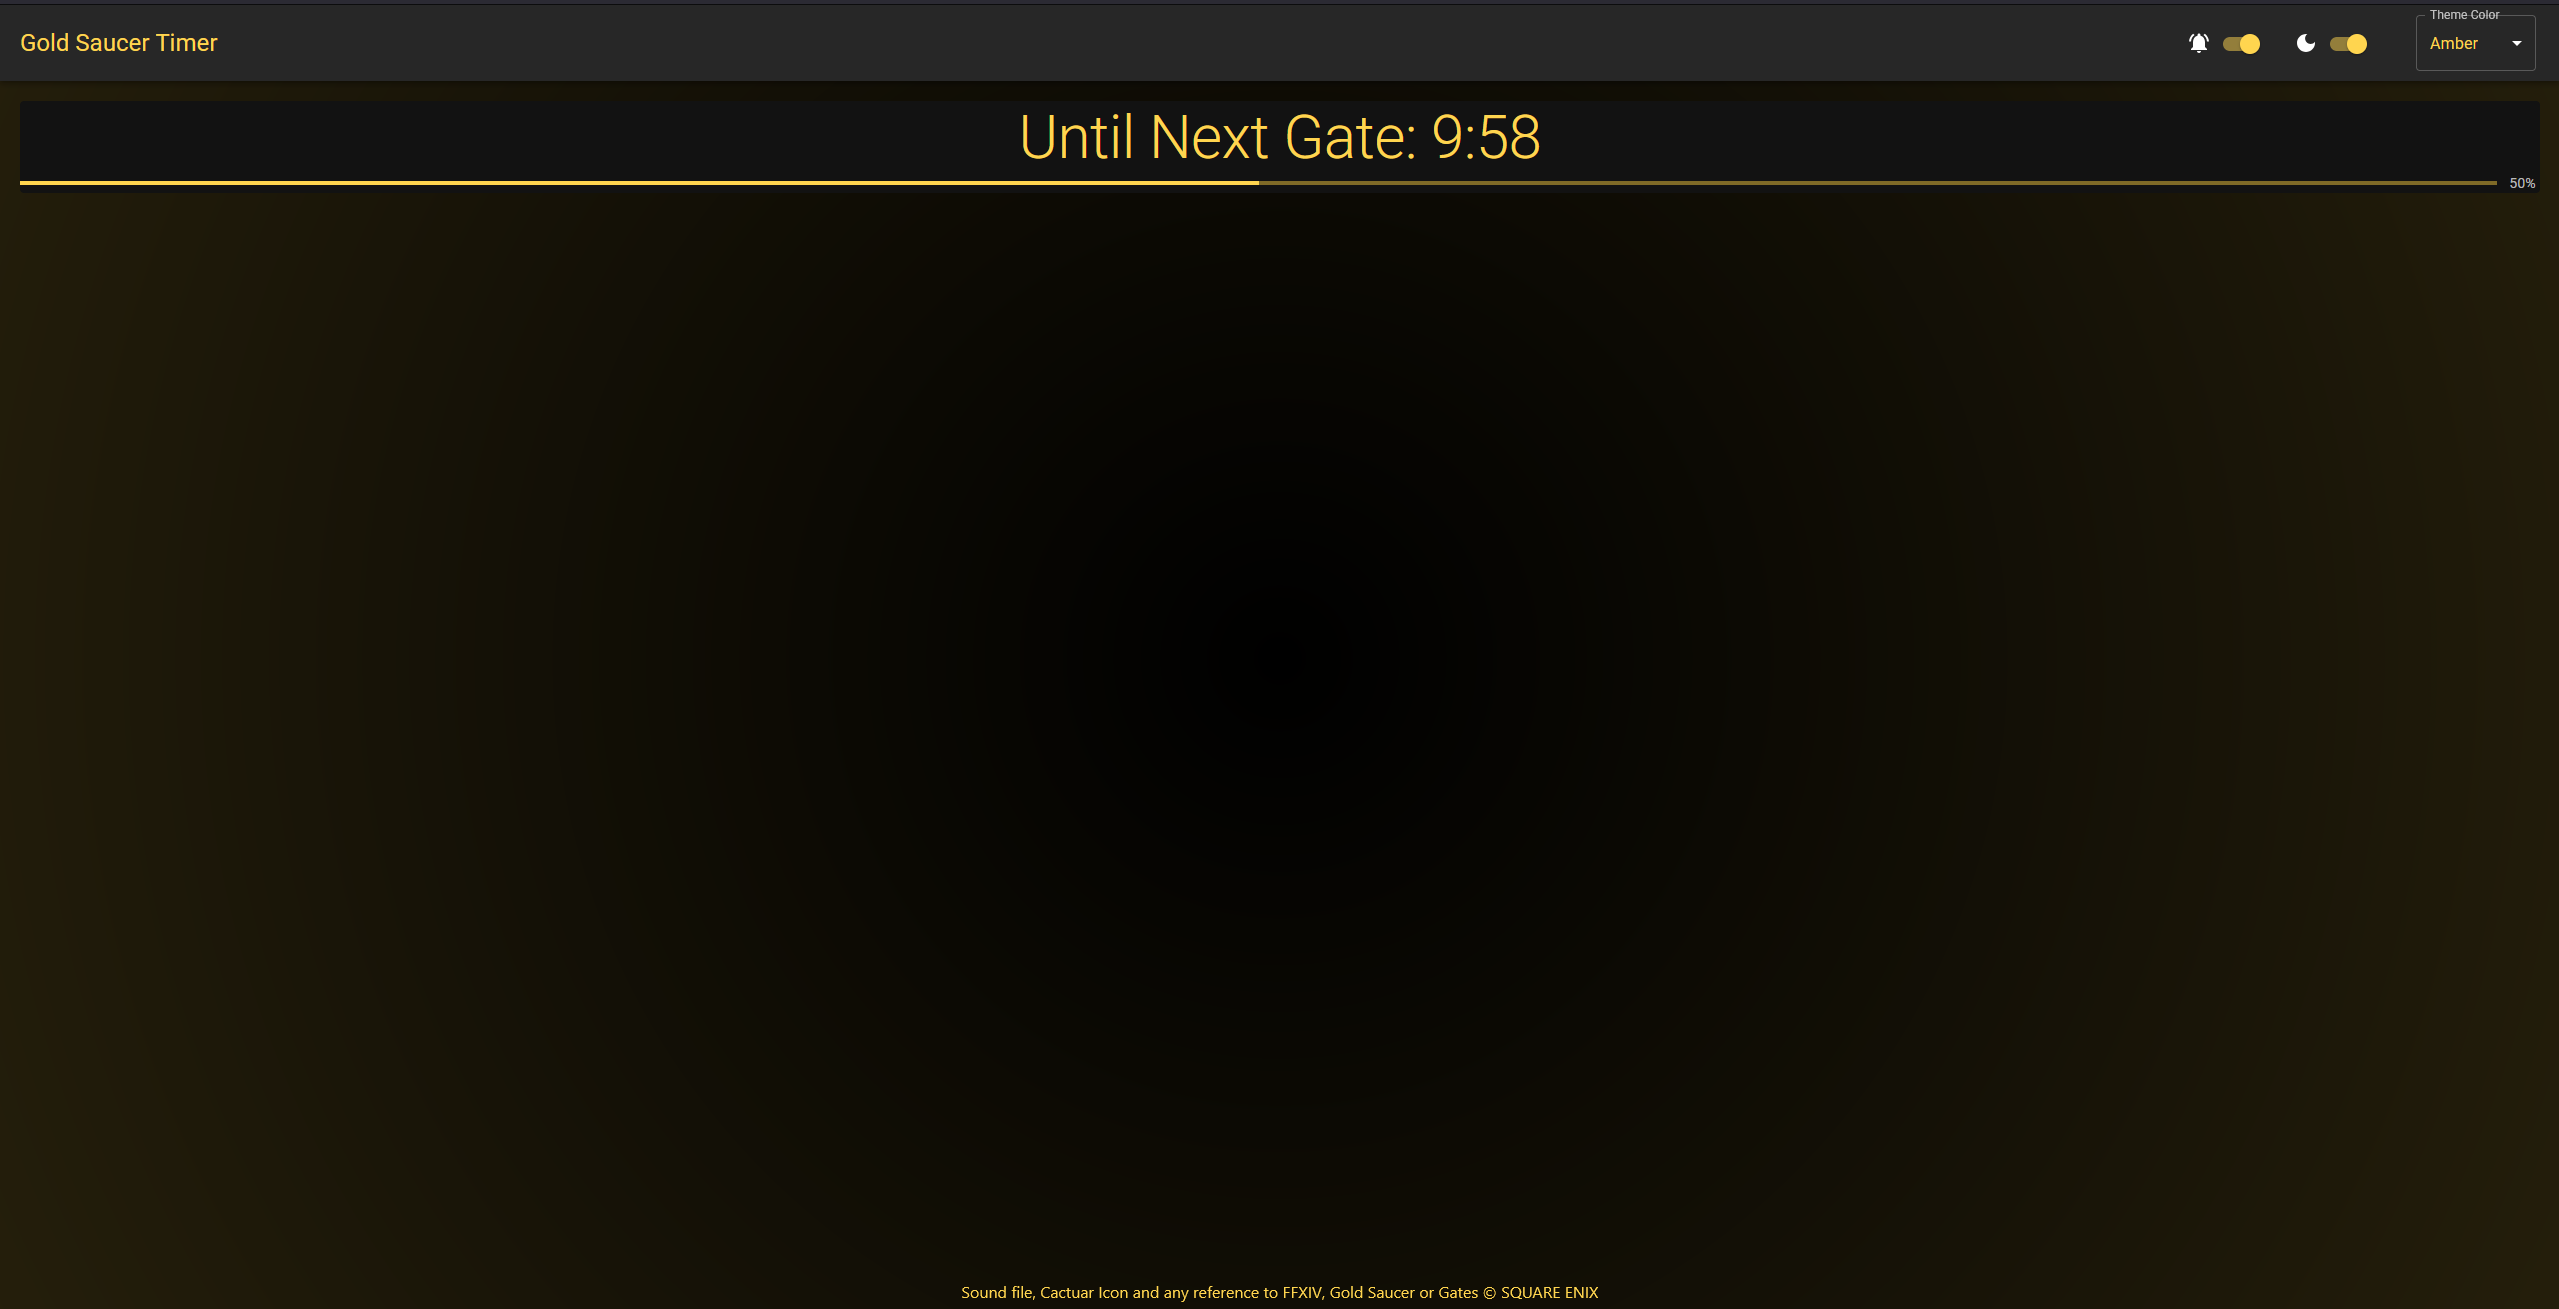 Gold Saucer Timer
Theme Color
Amber
Until Next Gate: 9:58
50%
Sound file, Cactuar Icon and any reference to FFXIV, Gold Saucer or Gates © SQUARE ENIX